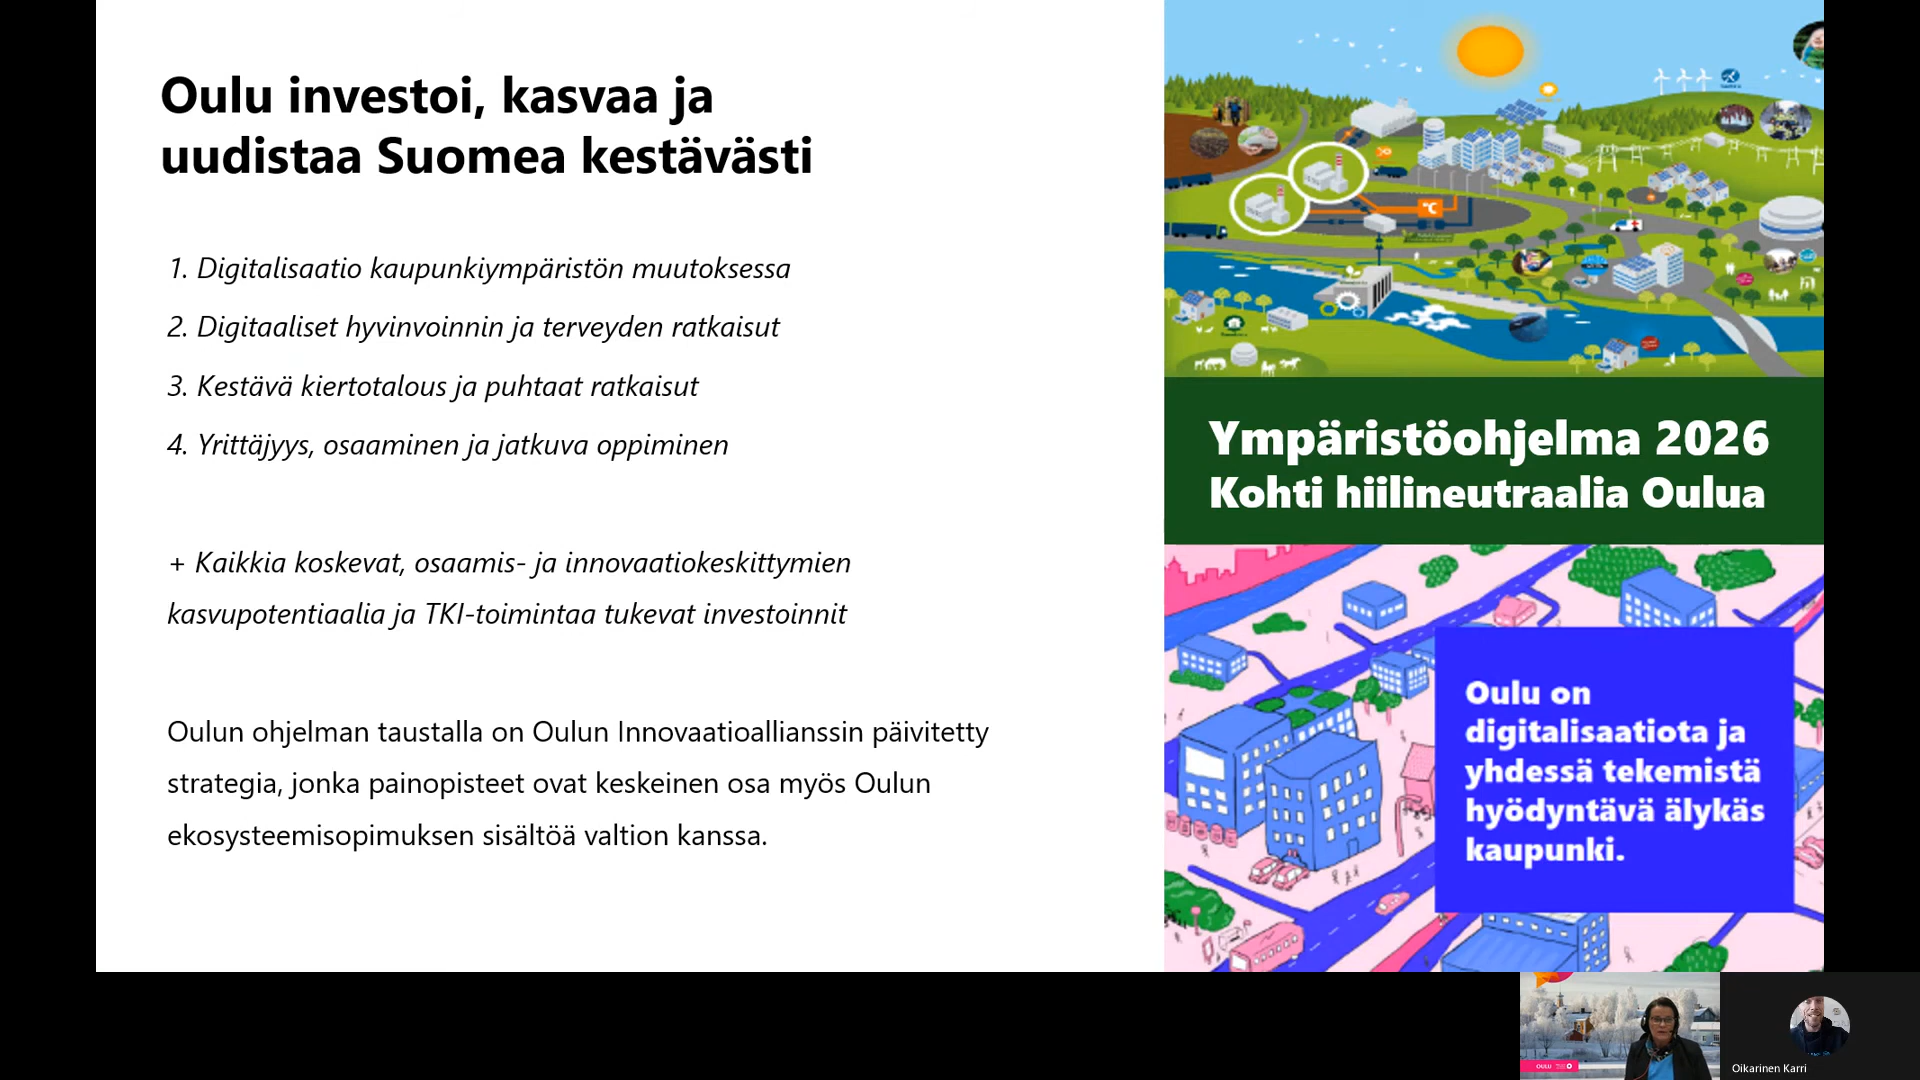 Oulu investoi, kasvaa ja
uudistaa Suomea kestävästi
1. Digitalisaatio kaupunkiympäristön muutoksessa
2. Digitaaliset hyvinvoinnin ja terveyden ratkaisut
3. Kestävä kiertotalous ja puhtaat ratkaisut
4. Yrittäjyys, osaaminen ja jatkuva oppiminen
+ Kaikkia koskevat, osaamis- ja innovaatiokeskittymien
kasvupotentiaalia ja TKI-toimintaa tukevat investoinnit
Oulun ohjelman taustalla on Oulun Innovaatioallianssin päivitetty
strategia, jonka painopisteet ovat keskeinen osa myös Oulun
ekosysteemisopimuksen sisältöä valtion kanssa.
°C
Ympäristöohjelma 2026
Kohti hiilineutraalia Oulua
Oulu on
digitalisaatiota ja
yhdessä tekemistä
hyödyntävä älykäs
kaupunki.
OULU
Oikarinen Karri